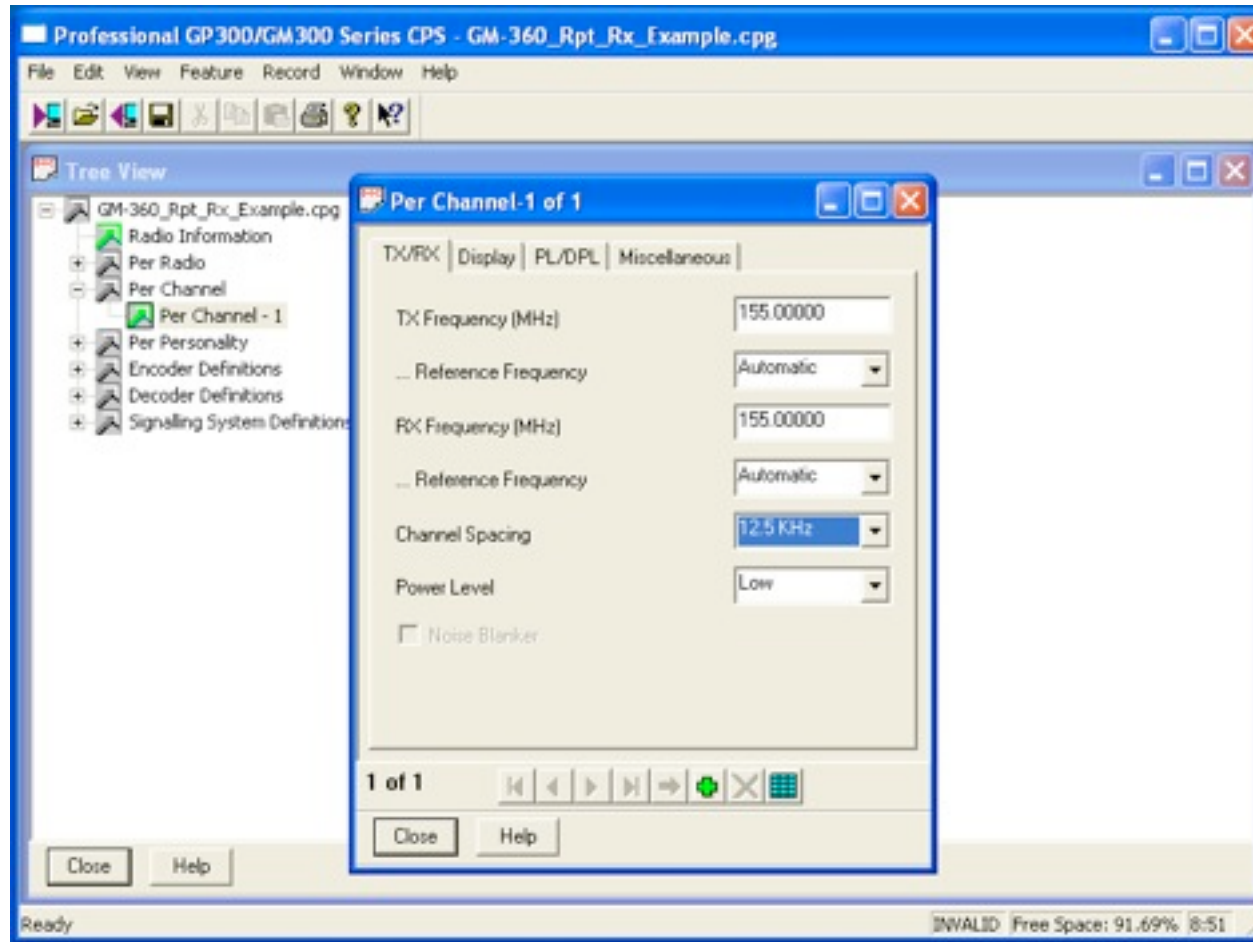 Professional GP300/GM300 Series CPS - GM-360_Rpt_Rx_Example.cpg
File Edit View Feature Record Window Help
Tree View
GM-360_Rpt_Rx_Example.cpg
Radio Information
Per Radio
Per Channel
Per Channel - 1
Per Personality
Encoder Definitions
Decoder Definitions
Signalling System Definitions
Per Channel-1 of 1
TX/RX Display PL/DPL Miscellaneous
TX Frequency (MHz) 155.00000
... Reference Frequency Automatic
RX Frequency (MHz) 155.00000
... Reference Frequency Automatic
Channel Spacing 12.5 KHz
Power Level Low
Noise Blanker
1 of 1
Close Help
Close Help
Ready INVALID Free Space: 91.69% 8:51